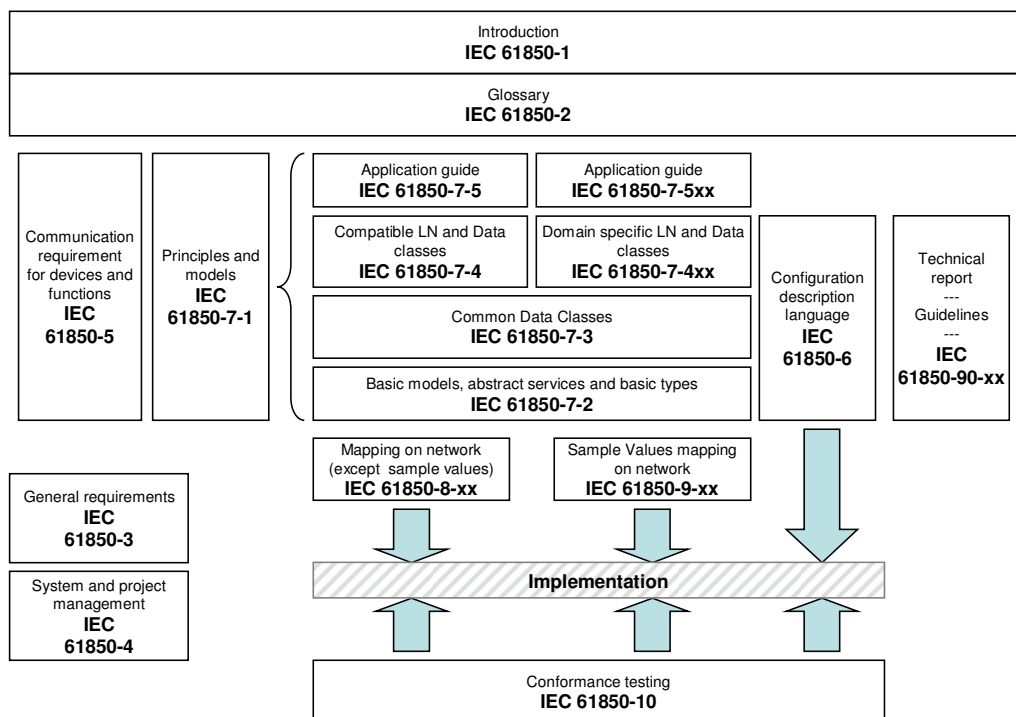 Introduction
IEC 61850-1
Glossary
IEC 61850-2
Communication
requirement
for devices and
functions
IEC
61850-5
Principles and
models
IEC
61850-7-1
Application guide
IEC 61850-7-5
Application guide
IEC 61850-7-5xx
Compatible LN and Data
classes
IEC 61850-7-4
Domain specific LN and Data
classes
IEC 61850-7-4xx
Common Data Classes
IEC 61850-7-3
Basic models, abstract services and basic types
IEC 61850-7-2
Configuration
description
language
IEC
61850-6
Technical
report
---
Guidelines
---
IEC
61850-90-xx
Mapping on network
(except sample values)
IEC 61850-8-xx
Sample Values mapping
on network
IEC 61850-9-xx
General requirements
IEC
61850-3
System and project
management
IEC
61850-4
Implementation
Conformance testing
IEC 61850-10